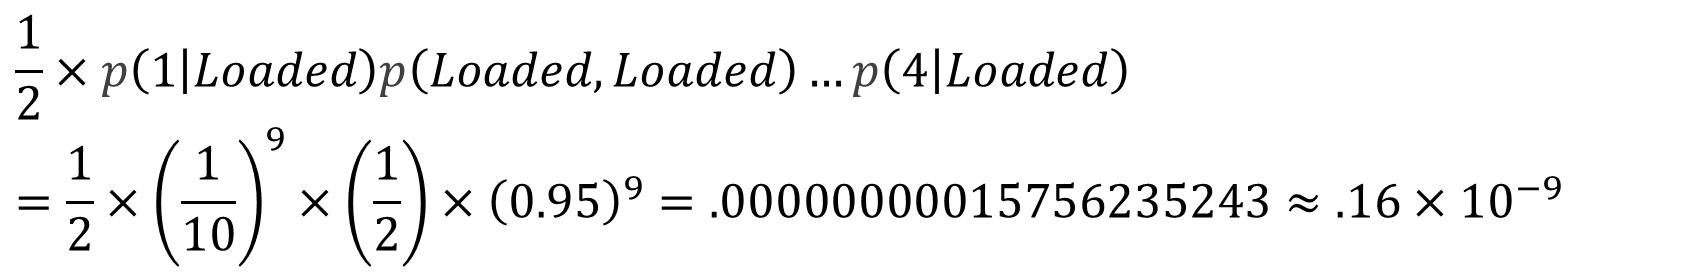 1/2 × p(1|Loaded)p(Loaded, Loaded) … p(4|Loaded)
= 1/2 × (1/10)⁹ × (1/2) × (0.95)⁹ = .00000000015756235243 ≈ .16 × 10⁻⁹